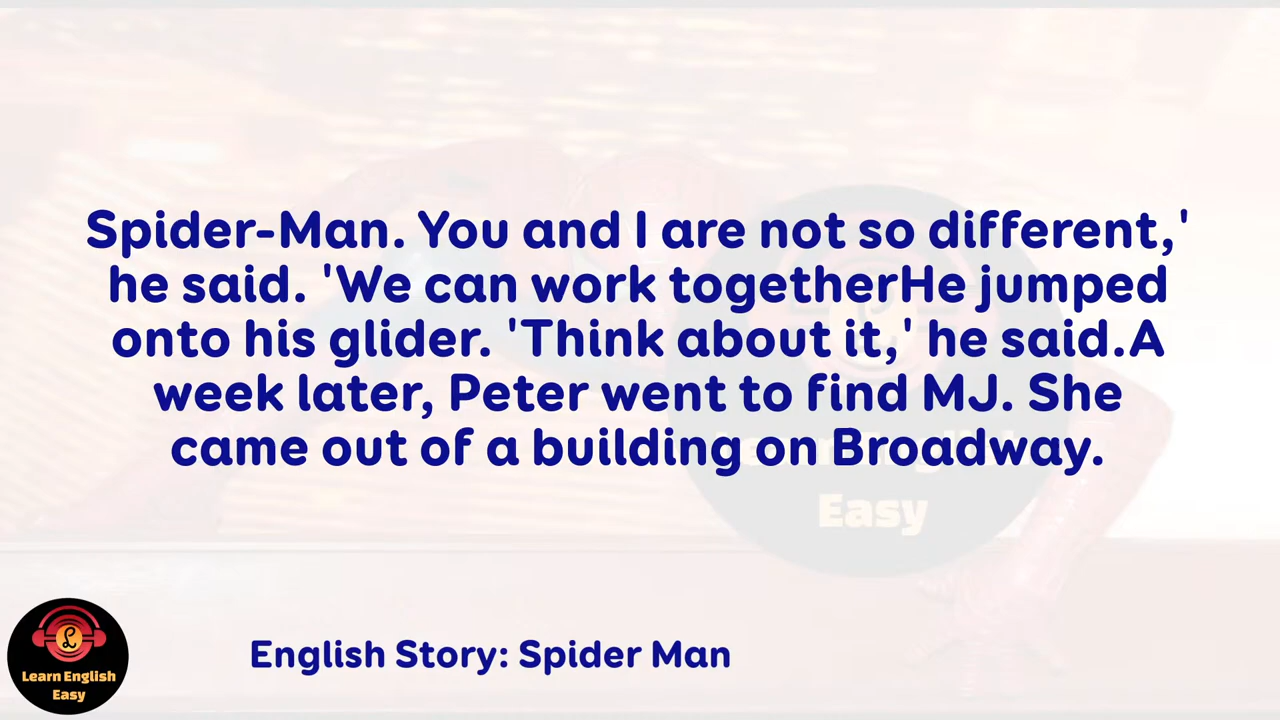 Spider-Man. You and I are not so different,'
he said. 'We can work togetherHe jumped
onto his glider. 'Think about it,' he said.A
week later, Peter went to find MJ. She
came out of a building on Broadway.
Easy
English Story: Spider Man
L
Learn English
Easy